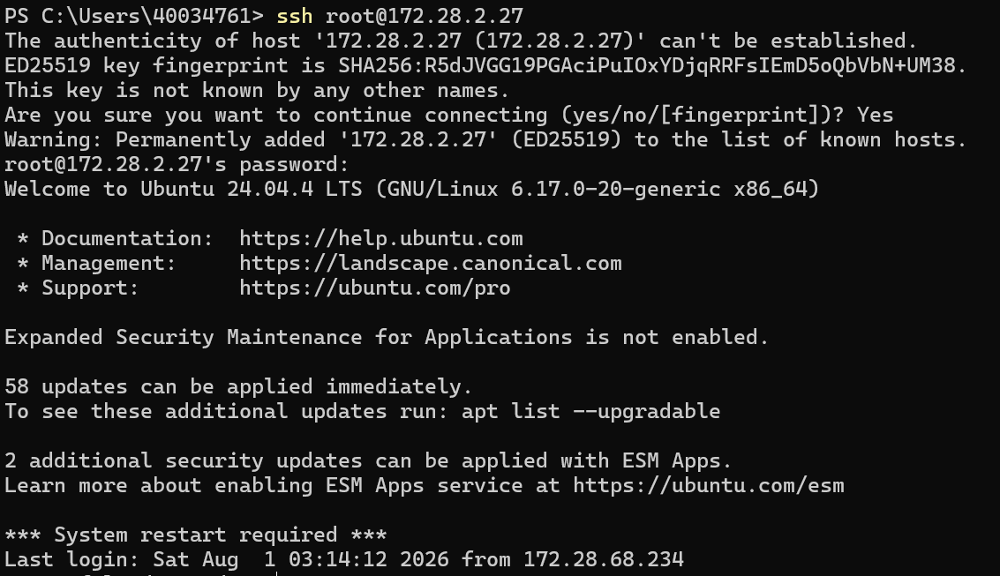 PS C:\Users\40034761> ssh root@172.28.2.27
The authenticity of host '172.28.2.27 (172.28.2.27)' can't be established.
ED25519 key fingerprint is SHA256:R5dJVGG19PGAciPuIOxYDjqRRFsIEmD5oQbVbN+UM38.
This key is not known by any other names.
Are you sure you want to continue connecting (yes/no/[fingerprint])? Yes
Warning: Permanently added '172.28.2.27' (ED25519) to the list of known hosts.
root@172.28.2.27's password:
Welcome to Ubuntu 24.04.4 LTS (GNU/Linux 6.17.0-20-generic x86_64)
 * Documentation:  https://help.ubuntu.com
 * Management:     https://landscape.canonical.com
 * Support:        https://ubuntu.com/pro
Expanded Security Maintenance for Applications is not enabled.
58 updates can be applied immediately.
To see these additional updates run: apt list --upgradable
2 additional security updates can be applied with ESM Apps.
Learn more about enabling ESM Apps service at https://ubuntu.com/esm
*** System restart required ***
Last login: Sat Aug  1 03:14:12 2026 from 172.28.68.234